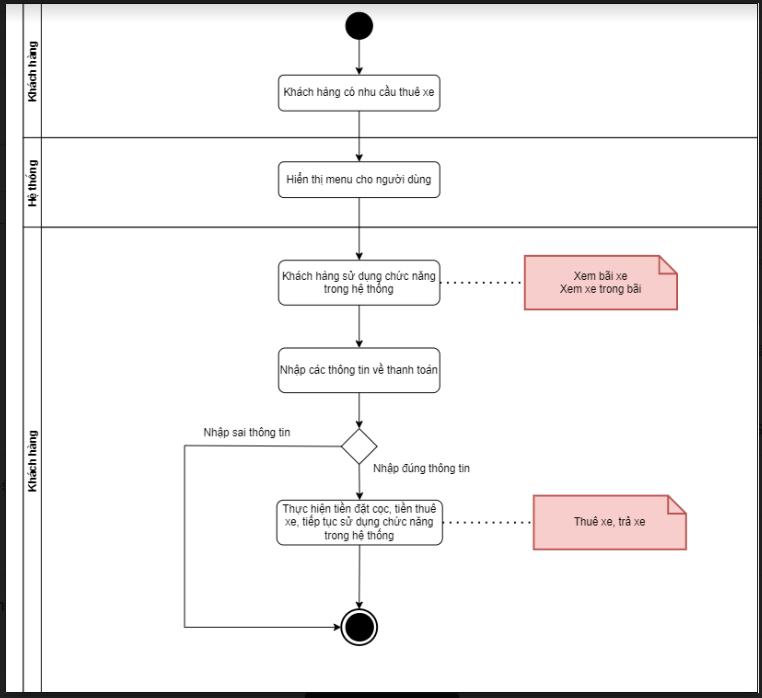 Khách hàng
Khách hàng có nhu cầu thuê xe
Hệ thống
Hiển thị menu cho người dùng
Khách hàng
Khách hàng sử dụng chức năng
trong hệ thống
Xem bãi xe
Xem xe trong bãi
Nhập các thông tin về thanh toán
Nhập sai thông tin
Nhập đúng thông tin
Thực hiện tiền đặt cọc, tiền thuê
xe, tiếp tục sử dụng chức năng
trong hệ thống
Thuê xe, trả xe